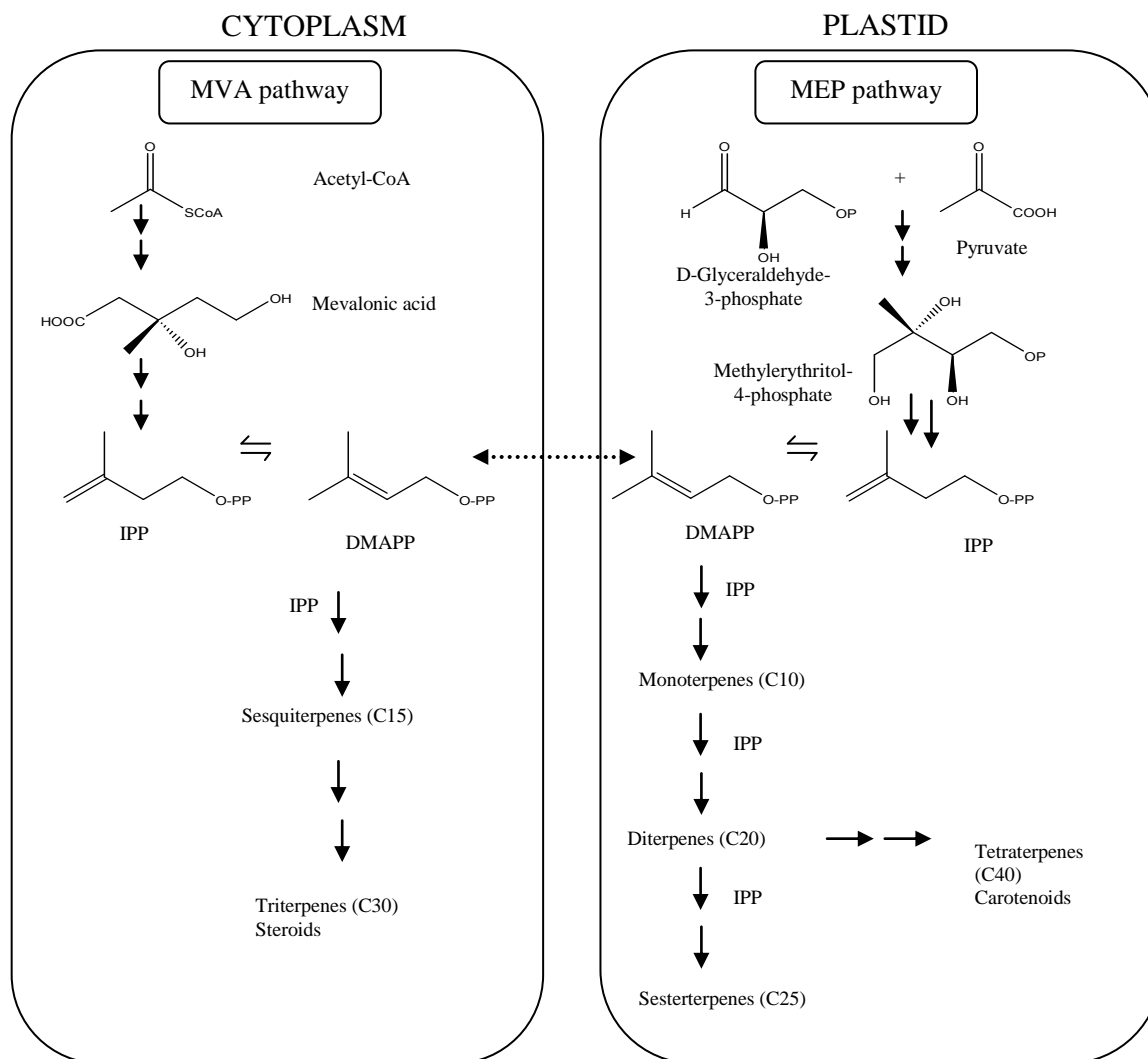 CYTOPLASM
MVA pathway
O
Acetyl-CoA
SCoA
HOOC
OH
Mevalonic acid
OH
O-PP
IPP
O-PP
DMAPP
IPP
Sesquiterpenes (C15)
Triterpenes (C30)
Steroids
PLASTID
MEP pathway
O
H
OP
OH
D-Glyceraldehyde-
3-phosphate
+
O
COOH
Pyruvate
OH
OP
OH
OH
Methylerythritol-
4-phosphate
O-PP
DMAPP
O-PP
IPP
IPP
Monoterpenes (C10)
IPP
Diterpenes (C20)
Tetraterpenes
(C40)
Carotenoids
IPP
Sesterterpenes (C25)